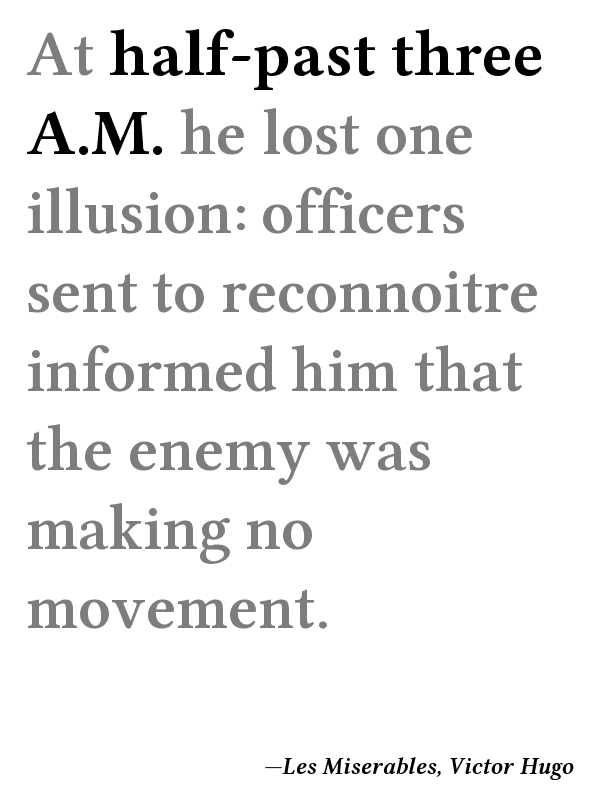 At half-past three
A.M. he lost one
illusion: officers
sent to reconnoitre
informed him that
the enemy was
making no
movement.
—Les Miserables, Victor Hugo